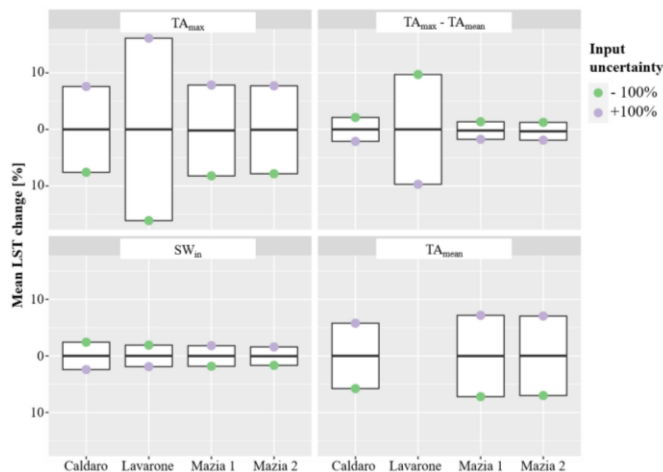 TAmax
TAmax - TAmean
10-
0-
10-
Mean LST change [%]
Input
uncertainty
- 100%
+100%
SWin
TAmean
10-
0-
10-
Caldaro Lavarone Mazia 1 Mazia 2
Caldaro Lavarone Mazia 1 Mazia 2